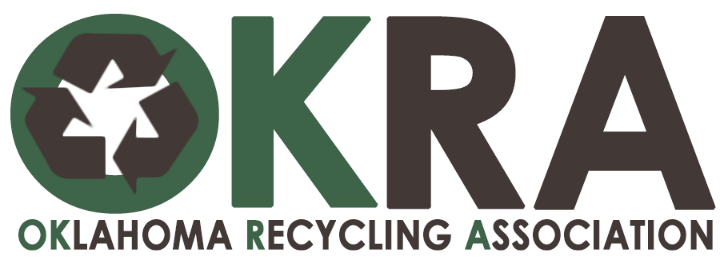 OKRA
OKLAHOMA RECYCLING ASSOCIATION